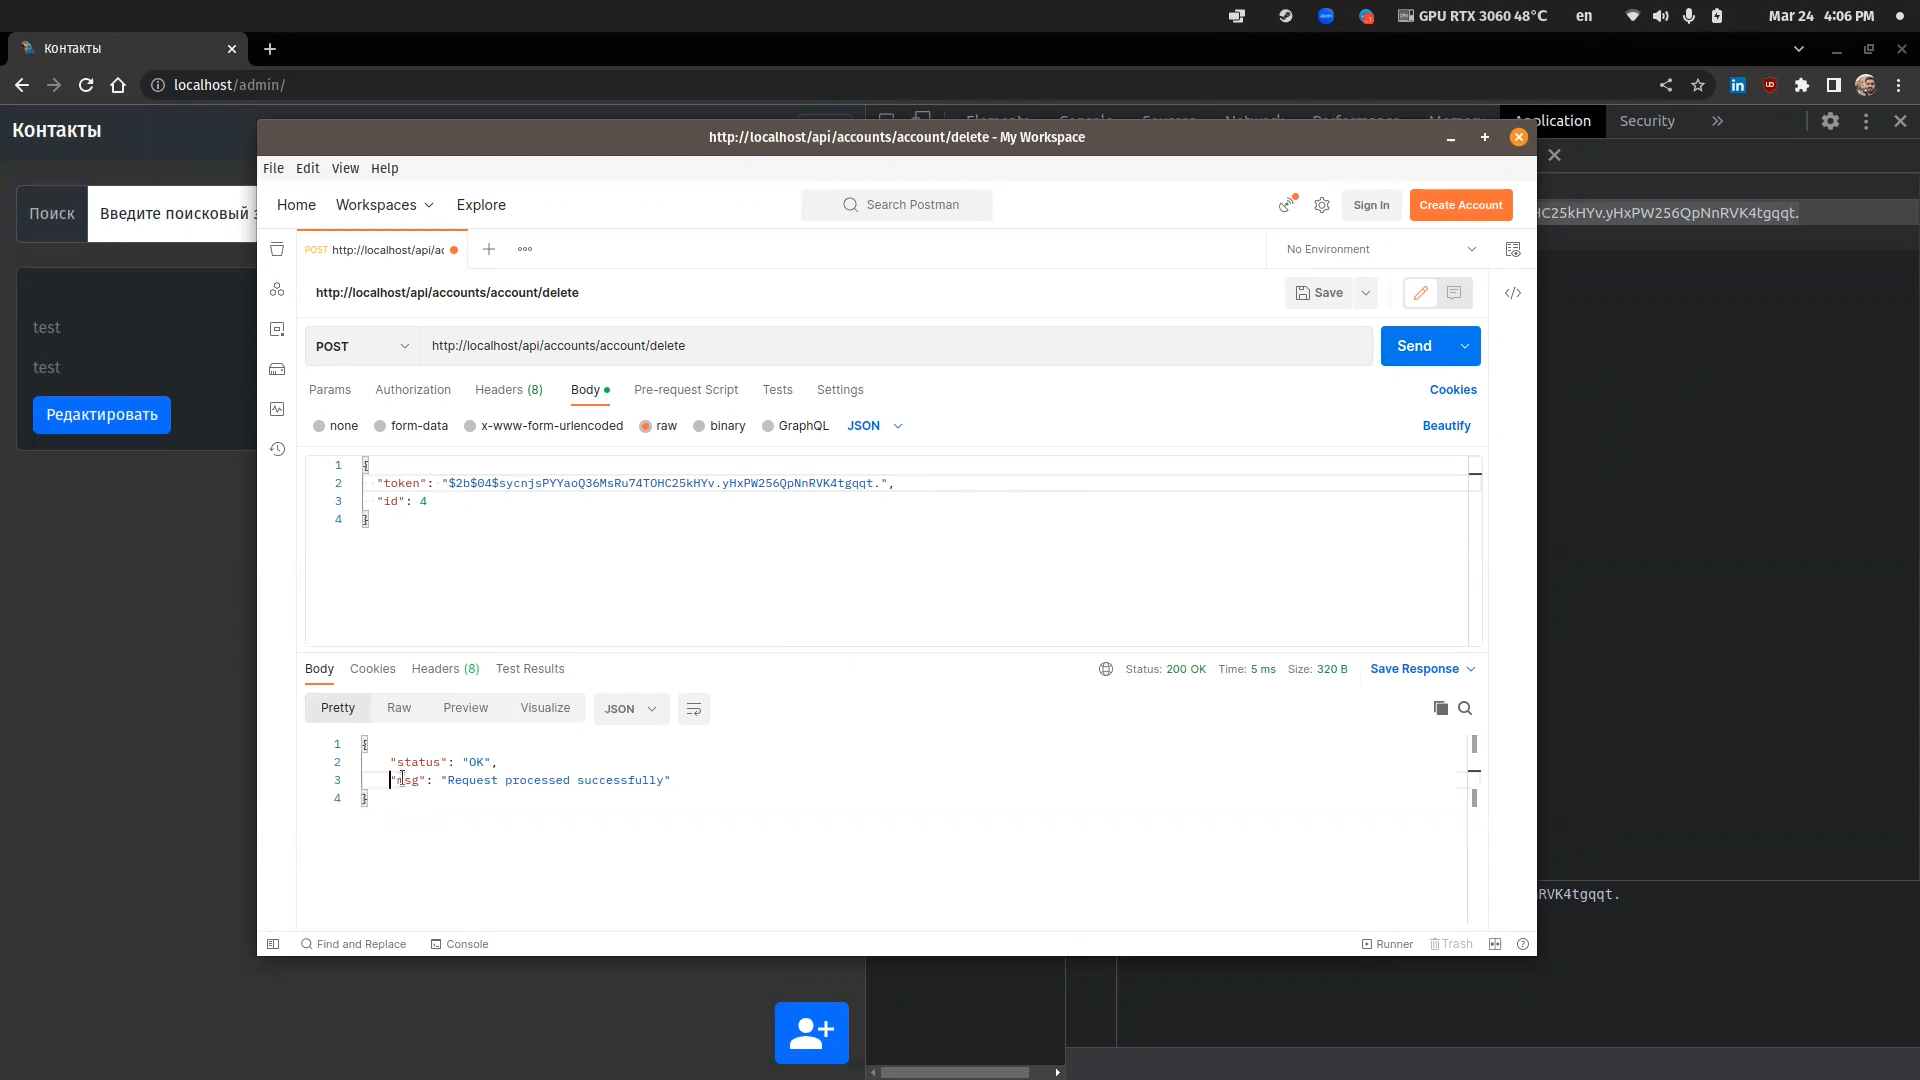 GPU RTX 3060 48°C
en
Mar 24 4:06 PM
Контакты
localhost/admin/
Контакты
Application
Security
http://localhost/api/accounts/account/delete - My Workspace
File Edit View Help
Поиск
Введите поисковый
Home
Workspaces
Explore
Search Postman
Sign In
Create Account
HC25kHYv.yHxPW256QpNnRVK4tgqqt.
POST http://localhost/api/ac
No Environment
http://localhost/api/accounts/account/delete
Save
test
test
Редактировать
POST
http://localhost/api/accounts/account/delete
Send
Params
Authorization
Headers (8)
Body
Pre-request Script
Tests
Settings
Cookies
none
form-data
x-www-form-urlencoded
raw
binary
GraphQL
JSON
Beautify
1 {
2 "token": "$2b$04$sycnjsPYYaoQ36MsRu74TOHC25kHYv.yHxPW256QpNnRVK4tgqqt.",
3 "id": 4
4 }
Body
Cookies
Headers (8)
Test Results
Status: 200 OK
Time: 5 ms
Size: 320 B
Save Response
Pretty
Raw
Preview
Visualize
JSON
1 {
2 "status": "OK",
3 "msg": "Request processed successfully"
4 }
RVK4tgqqt.
Find and Replace
Console
Runner
Trash